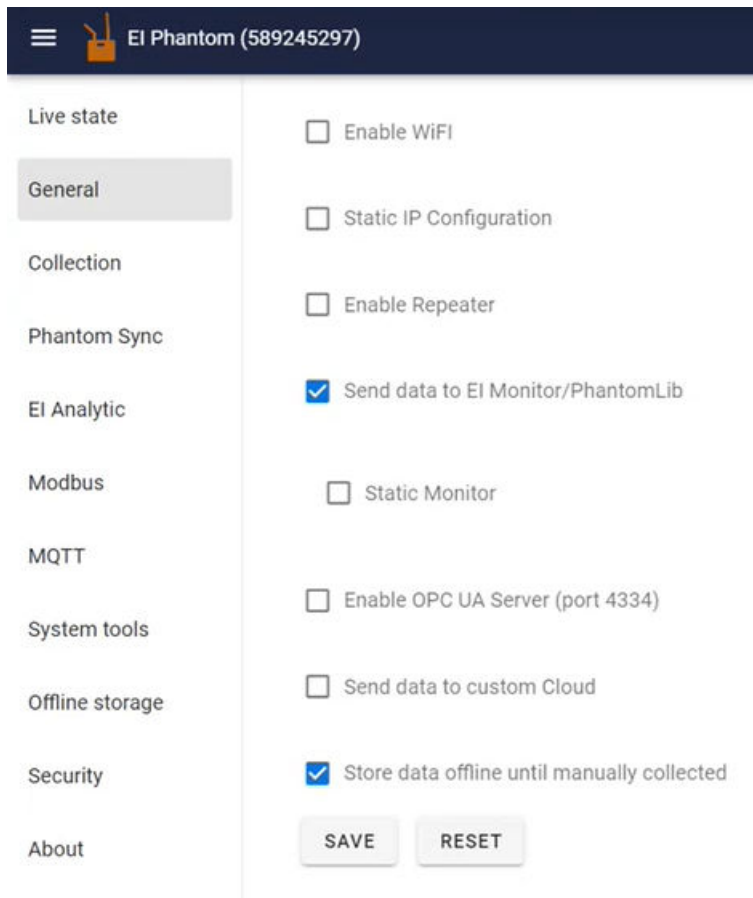 EI Phantom (589245297)
Live state
General
Collection
Phantom Sync
EI Analytic
Modbus
MQTT
System tools
Offline storage
Security
About
Enable WiFI
Static IP Configuration
Enable Repeater
Send data to EI Monitor/PhantomLib
Static Monitor
Enable OPC UA Server (port 4334)
Send data to custom Cloud
Store data offline until manually collected
SAVE RESET